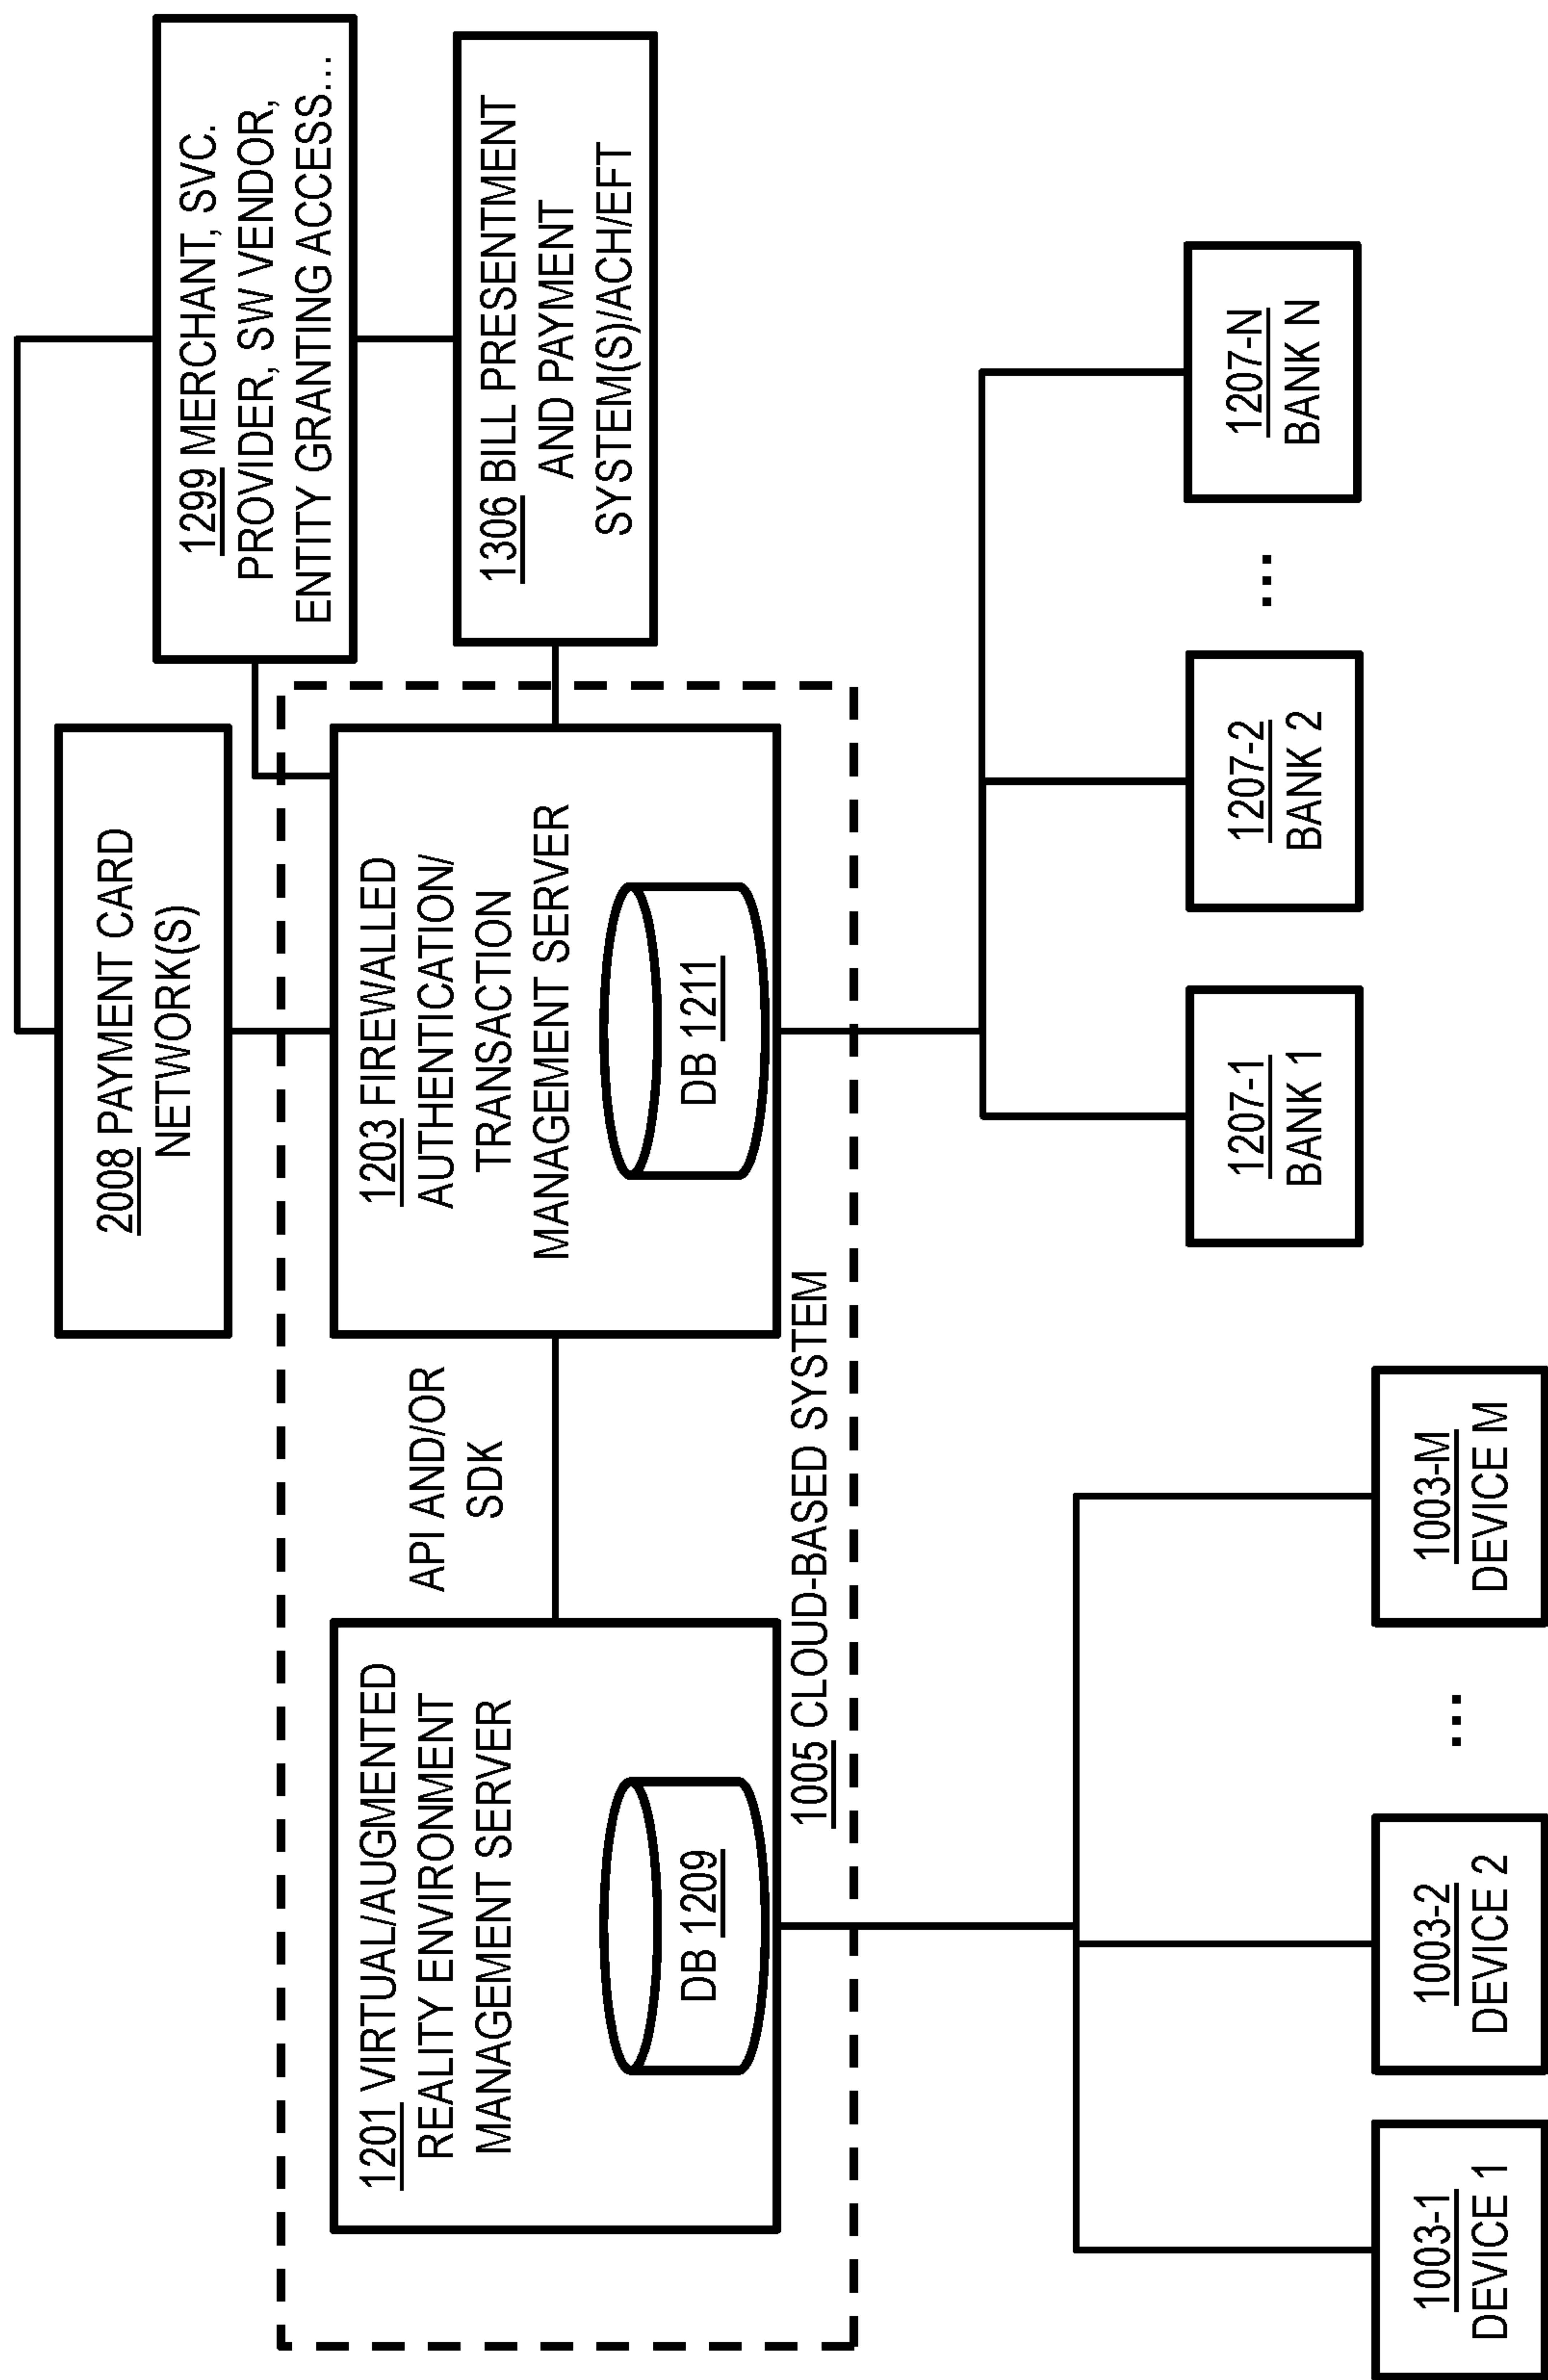 2008 PAYMENT CARD
NETWORK(S)
1299 MERCHANT, SVC.
PROVIDER, SW VENDOR,
ENTITY GRANTING ACCESS...
1201 VIRTUAL/AUGMENTED
REALITY ENVIRONMENT
MANAGEMENT SERVER
DB 1209
API AND/OR
SDK
1203 FIREWALLED
AUTHENTICATION/
TRANSACTION
MANAGEMENT SERVER
DB 1211
1306 BILL PRESENTMENT
AND PAYMENT
SYSTEM(S)/ACH/EFT
1005 CLOUD-BASED SYSTEM
1207-1
BANK 1
1207-2
BANK 2
...
1207-N
BANK N
1003-1
DEVICE 1
1003-2
DEVICE 2
...
1003-M
DEVICE M